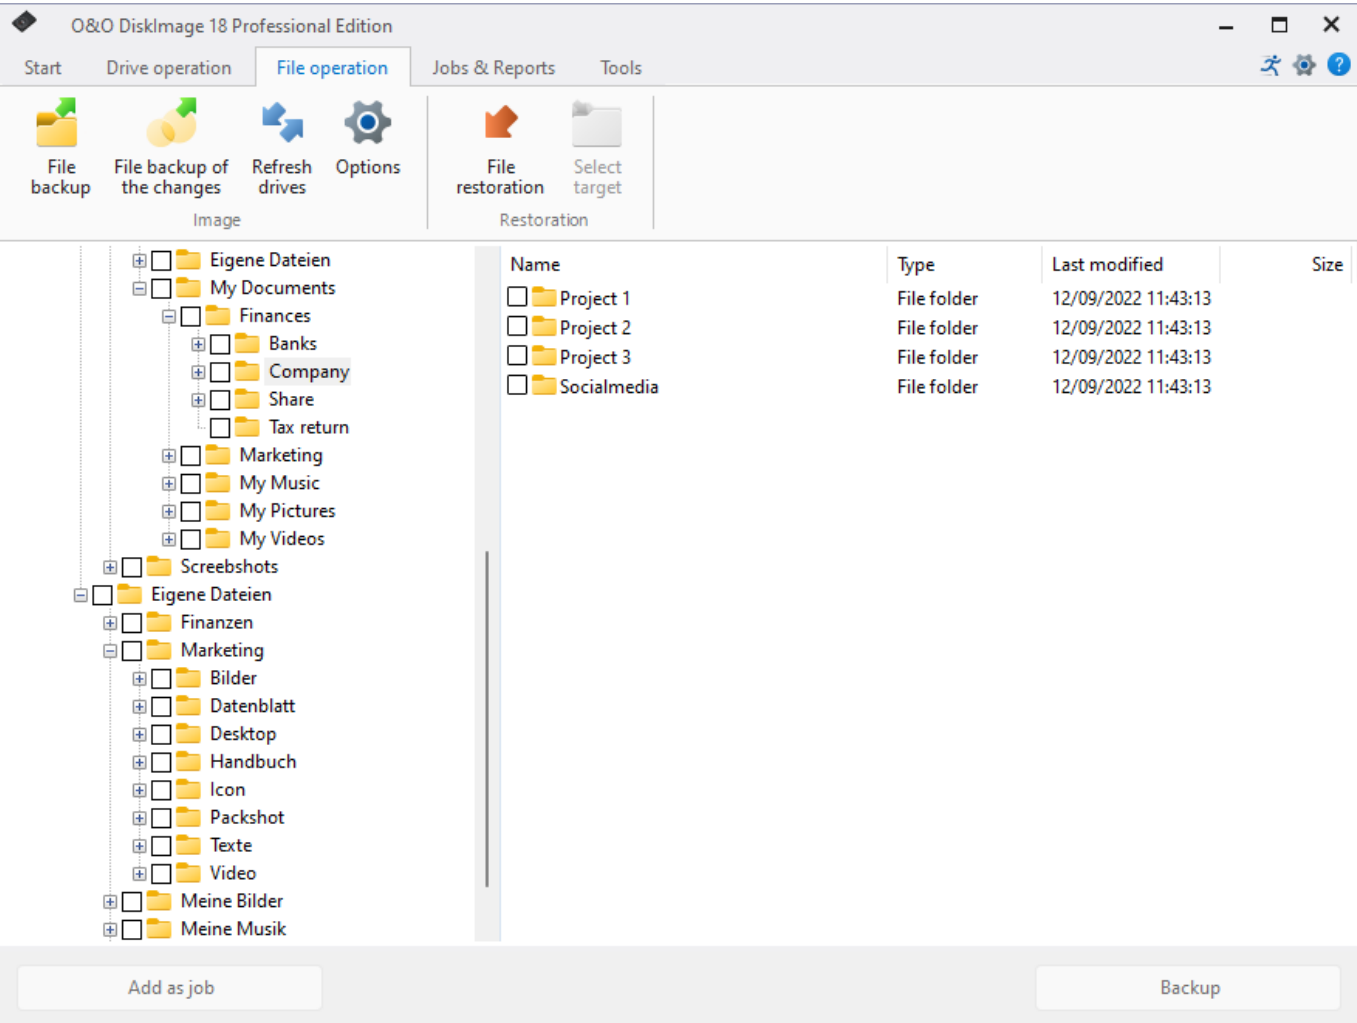 O&O DiskImage 18 Professional Edition
Start Drive operation File operation Jobs & Reports Tools
File backup
File backup of the changes
Refresh drives
Options
File restoration
Select target
Image
Restoration
Eigene Dateien
My Documents
Finances
Banks
Company
Share
Tax return
Marketing
My Music
My Pictures
My Videos
Screebshots
Eigene Dateien
Finanzen
Marketing
Bilder
Datenblatt
Desktop
Handbuch
Icon
Packshot
Texte
Video
Meine Bilder
Meine Musik
Name Type Last modified Size
Project 1 File folder 12/09/2022 11:43:13
Project 2 File folder 12/09/2022 11:43:13
Project 3 File folder 12/09/2022 11:43:13
Socialmedia File folder 12/09/2022 11:43:13
Add as job
Backup